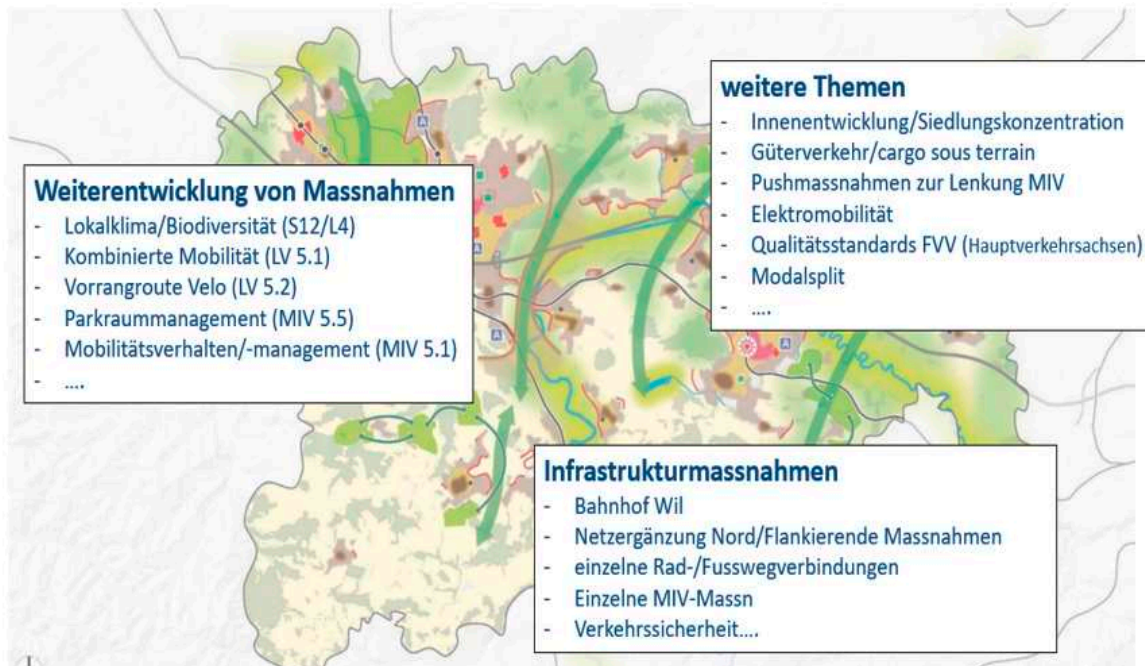 Weiterentwicklung von Massnahmen
- Lokalklima/Biodiversität (S12/L4)
- Kombinierte Mobilität (LV 5.1)
- Vorrangroute Velo (LV 5.2)
- Parkraummanagement (MIV 5.5)
- Mobilitätsverhalten/-management (MIV 5.1)
- ….
weitere Themen
- Innenentwicklung/Siedlungskonzentration
- Güterverkehr/cargo sous terrain
- Pushmassnahmen zur Lenkung MIV
- Elektromobilität
- Qualitätsstandards FVV (Hauptverkehrsachsen)
- Modalsplit
- ….
Infrastrukturmassnahmen
- Bahnhof Wil
- Netzergänzung Nord/Flankierende Massnahmen
- einzelne Rad-/Fusswegverbindungen
- Einzelne MIV-Massn
- Verkehrssicherheit….